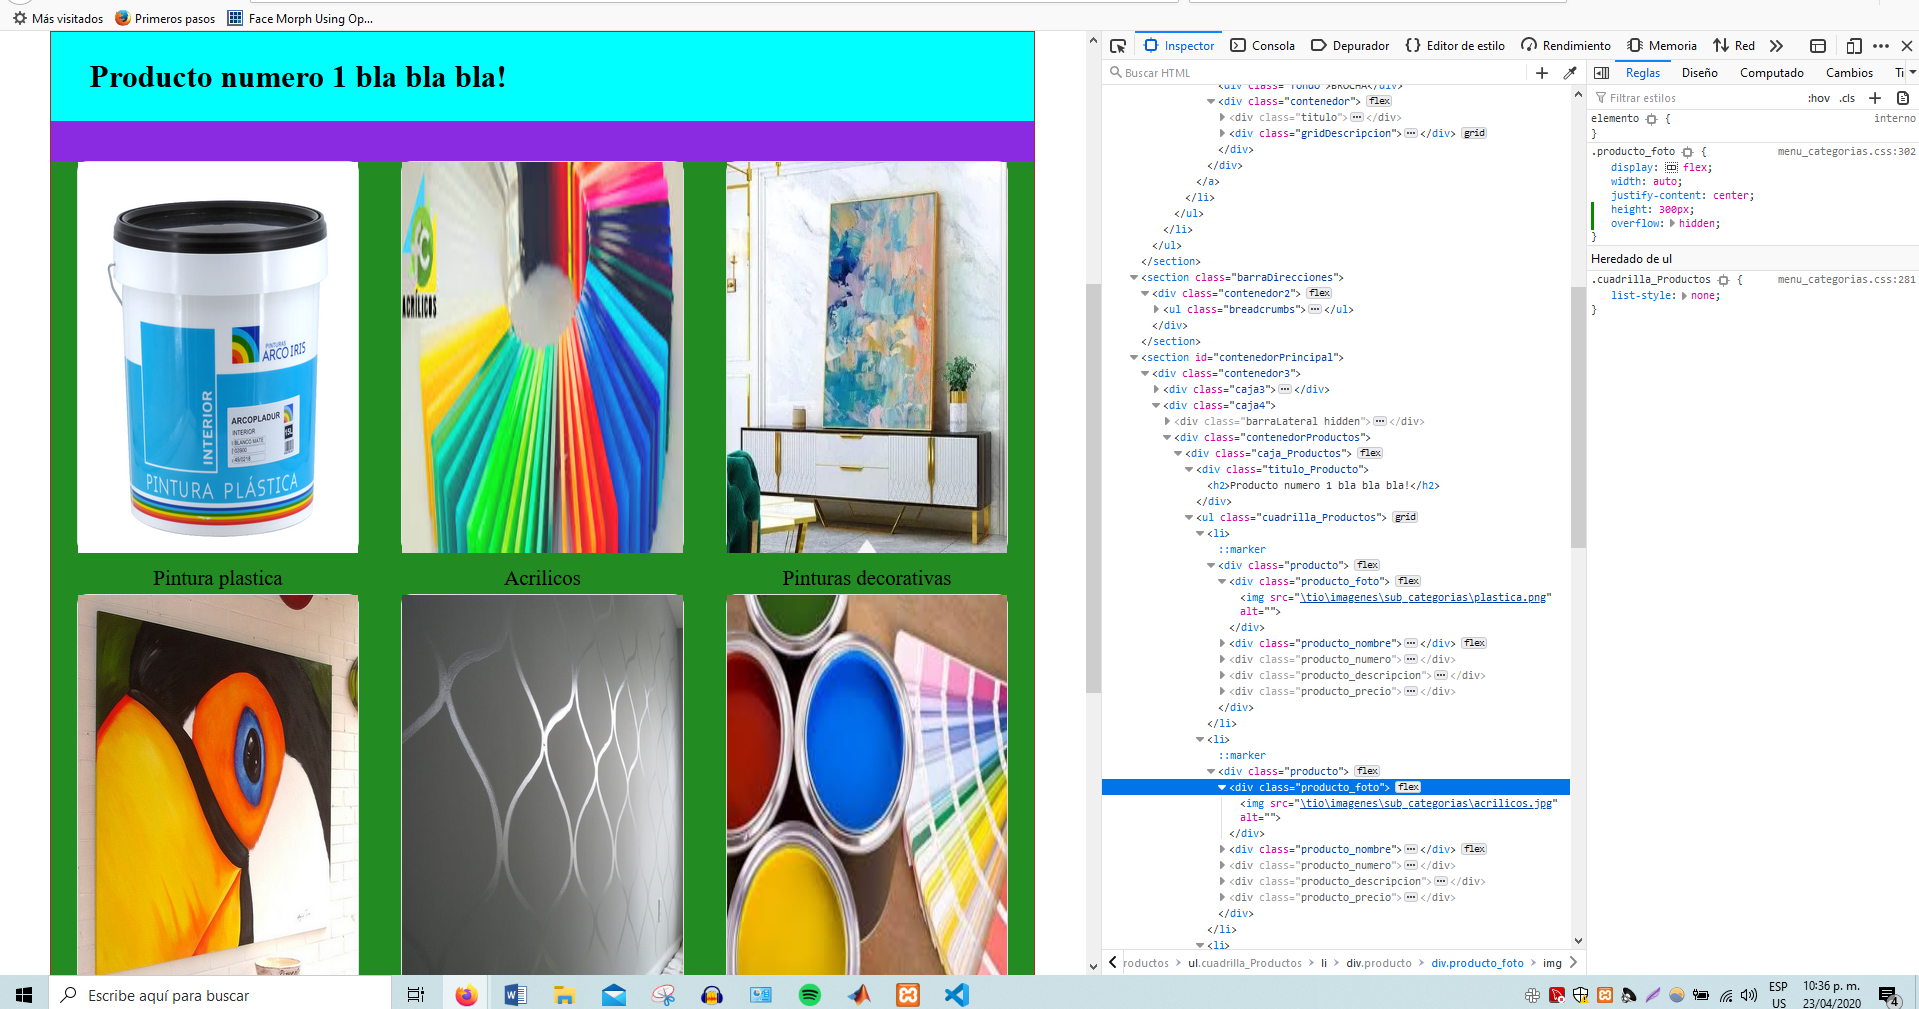 Más visitados Primeros pasos Face Morph Using Op...
Producto numero 1 bla bla bla!
ACRÍLICOS
PINTURAS
ARCO IRIS
INTERIOR
ARCOPLADUR
INTERIOR
BLANCO MATE
15L
PINTURA PLÁSTICA
Pintura plastica
Acrilicos
Pinturas decorativas
Inspector Consola Depurador Editor de estilo Rendimiento Memoria Red
Buscar HTML
<div class="fondo">BROCHA</div>
<div class="contenedor"> flex
<div class="titulo"> ••• </div>
<div class="gridDescripcion"> ••• </div> grid
</div>
</div>
</a>
</li>
</ul>
</li>
</ul>
</section>
<section class="barraDirecciones">
<div class="contenedor2"> flex
<ul class="breadcrumbs"> ••• </ul>
</div>
</section>
<section id="contenedorPrincipal">
<div class="contenedor3">
<div class="caja3"> ••• </div>
<div class="caja4">
<div class="barraLateral hidden"> ••• </div>
<div class="contenedorProductos">
<div class="caja_Productos"> flex
<div class="titulo_Producto">
<h2>Producto numero 1 bla bla bla!</h2>
</div>
<ul class="cuadrilla_Productos"> grid
<li>
::marker
<div class="producto"> flex
<div class="producto_foto"> flex
<img src="\tio\imagenes\sub_categorias\plastica.png"
alt="">
</div>
<div class="producto_nombre"> ••• </div> flex
<div class="producto_numero"> ••• </div>
<div class="producto_descripcion"> ••• </div>
<div class="producto_precio"> ••• </div>
</div>
</li>
<li>
::marker
<div class="producto"> flex
<div class="producto_foto"> flex
<img src="\tio\imagenes\sub_categorias\acrilicos.jpg"
alt="">
</div>
<div class="producto_nombre"> ••• </div> flex
<div class="producto_numero"> ••• </div>
<div class="producto_descripcion"> ••• </div>
<div class="producto_precio"> ••• </div>
</div>
</li>
<li>
roductos > ul.cuadrilla_Productos > li > div.producto > div.producto_foto > img
Reglas Diseño Computado Cambios Ti
Filtrar estilos :hov .cls
elemento { interno
}
.producto_foto { menu_categorias.css:302
display: flex;
width: auto;
justify-content: center;
height: 300px;
overflow: hidden;
}
Heredado de ul
.cuadrilla_Productos { menu_categorias.css:281
list-style: none;
}
Escribe aquí para buscar
ESP
US
10:36 p. m.
23/04/2020
4